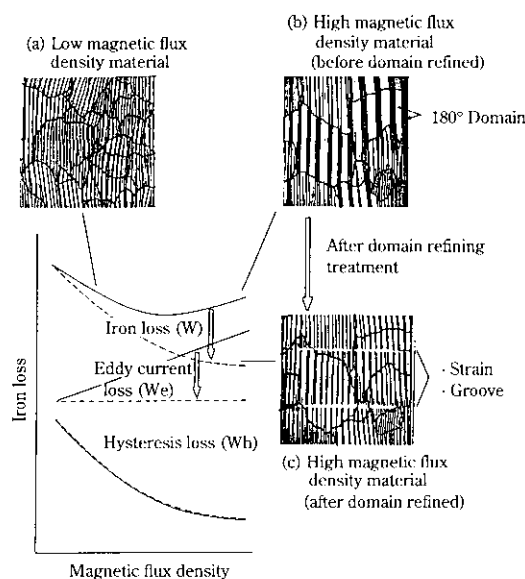 (a) Low magnetic flux
density material
(b) High magnetic flux
density material
(before domain refined)
180° Domain
After domain refining
treatment
Iron loss (W)
Eddy current
loss (We)
Hysteresis loss (Wh)
Iron loss
Magnetic flux density
· Strain
· Groove
(c) High magnetic flux
density material
(after domain refined)